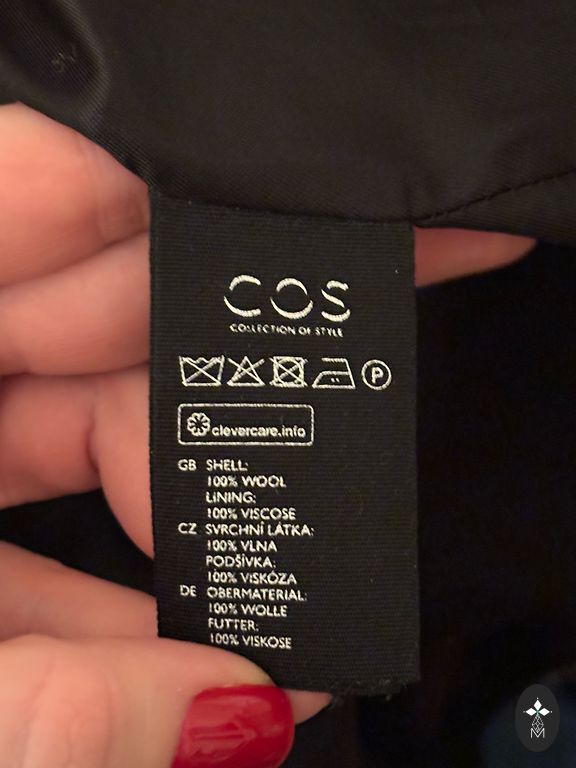 COS
COLLECTION OF STYLE
P
clevercare.info
GB SHELL:
100% WOOL
LINING:
100% VISCOSE
CZ SVRCHNÍ LÁTKA:
100% VLNA
PODŠÍVKA:
100% VISKÓZA
DE OBERMATERIAL:
100% WOLLE
FUTTER:
100% VISKOSE
M